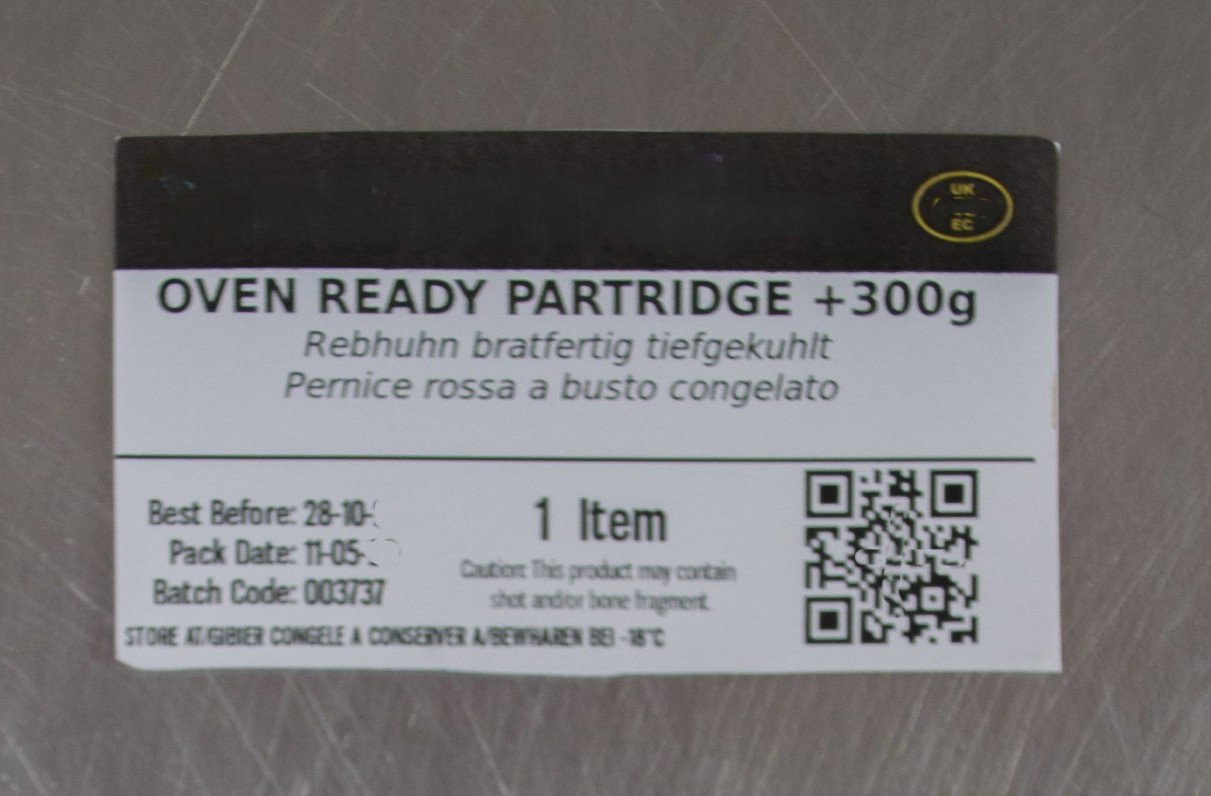 UK
EC
OVEN READY PARTRIDGE +300g
Rebhuhn bratfertig tiefgekuhlt
Pernice rossa a busto congelato
Best Before: 28-10-
Pack Date: 11-05-
Batch Code: 003737
1 Item
Caution: This product may contain
shot and/or bone fragment.
STORE AT/GIBIER CONGELE A CONSERVER A/BEWHAREN BEI -18°C